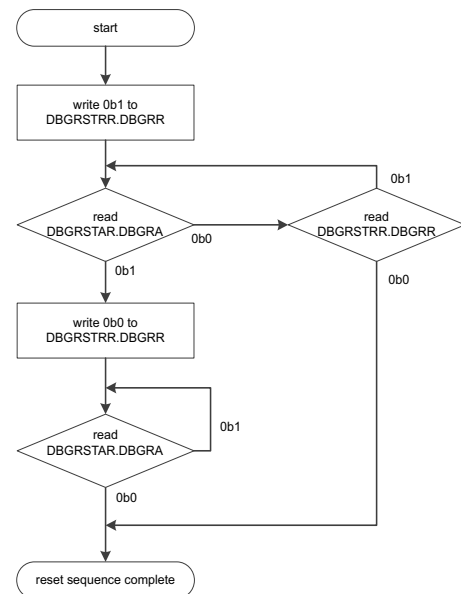 start
write 0b1 to
DBGRSTRR.DBGRR
0b1
read
DBGRSTAR.DBGRA
0b0
read
DBGRSTRR.DBGRR
0b1
0b0
write 0b0 to
DBGRSTRR.DBGRR
read
DBGRSTAR.DBGRA
0b1
0b0
reset sequence complete